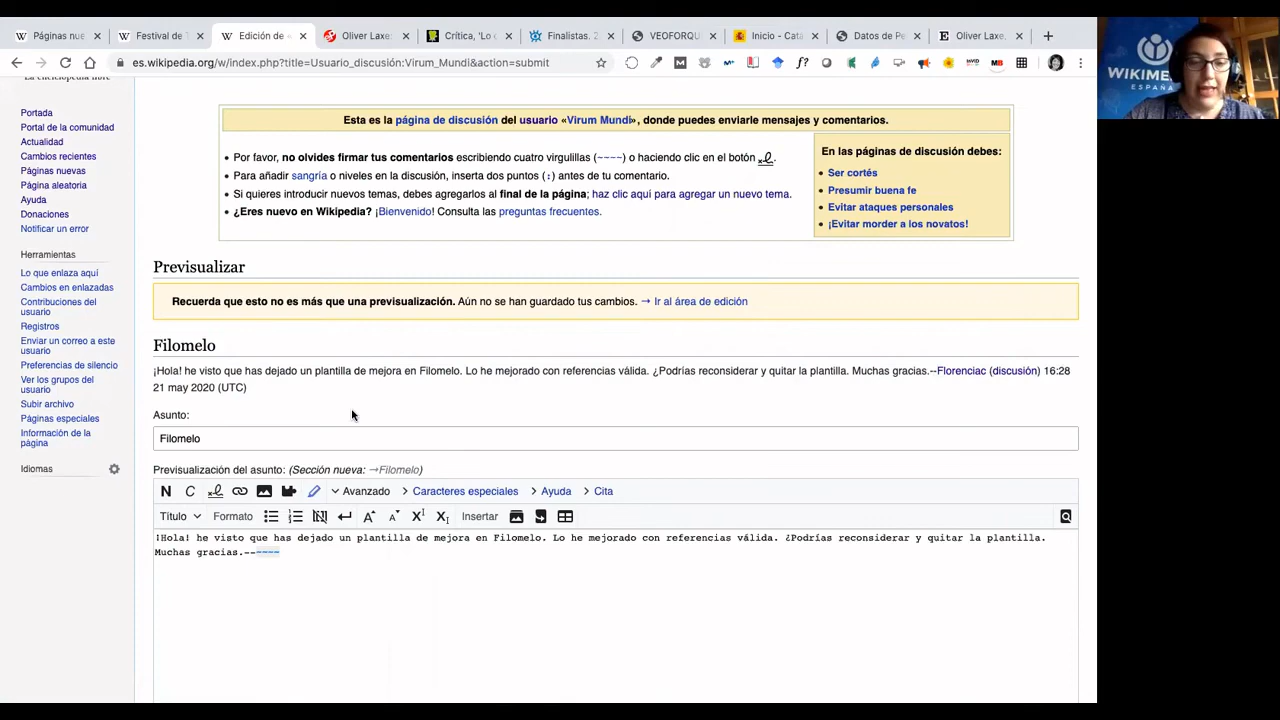 Páginas nue
Festival de T
Edición de «
Oliver Laxe:
Crítica, 'Lo c
Finalistas. 2
VEOFORQU
Inicio - Cata
Datos de Pe
Oliver Laxe.
es.wikipedia.org/w/index.php?title=Usuario_discusión:Virum_Mundi&action=submit
WIKIME
ESPAÑA
La enciclopedia libre
Portada
Portal de la comunidad
Actualidad
Cambios recientes
Páginas nuevas
Página aleatoria
Ayuda
Donaciones
Notificar un error
Herramientas
Lo que enlaza aquí
Cambios en enlazadas
Contribuciones del
usuario
Registros
Enviar un correo a este
usuario
Preferencias de silencio
Ver los grupos del
usuario
Subir archivo
Páginas especiales
Información de la
página
Idiomas
Esta es la página de discusión del usuario «Virum Mundi», donde puedes enviarle mensajes y comentarios.
Por favor, no olvides firmar tus comentarios escribiendo cuatro virgulillas (~~~~) o haciendo clic en el botón
Para añadir sangría o niveles en la discusión, inserta dos puntos (:) antes de tu comentario.
Si quieres introducir nuevos temas, debes agregarlos al final de la página; haz clic aquí para agregar un nuevo tema.
¿Eres nuevo en Wikipedia? ¡Bienvenido! Consulta las preguntas frecuentes.
En las páginas de discusión debes:
Ser cortés
Presumir buena fe
Evitar ataques personales
¡Evitar morder a los novatos!
Previsualizar
Recuerda que esto no es más que una previsualización. Aún no se han guardado tus cambios. → Ir al área de edición
Filomelo
¡Hola! he visto que has dejado un plantilla de mejora en Filomelo. Lo he mejorado con referencias válida. ¿Podrías reconsiderar y quitar la plantilla. Muchas gracias.--Florenciac (discusión) 16:28
21 may 2020 (UTC)
Asunto:
Filomelo
Previsualización del asunto: (Sección nueva: →Filomelo)
N C Avanzado Caracteres especiales Ayuda Cita
Título Formato Insertar
¡Hola! he visto que has dejado un plantilla de mejora en Filomelo. Lo he mejorado con referencias válida. ¿Podrías reconsiderar y quitar la plantilla.
Muchas gracias.--~~~~